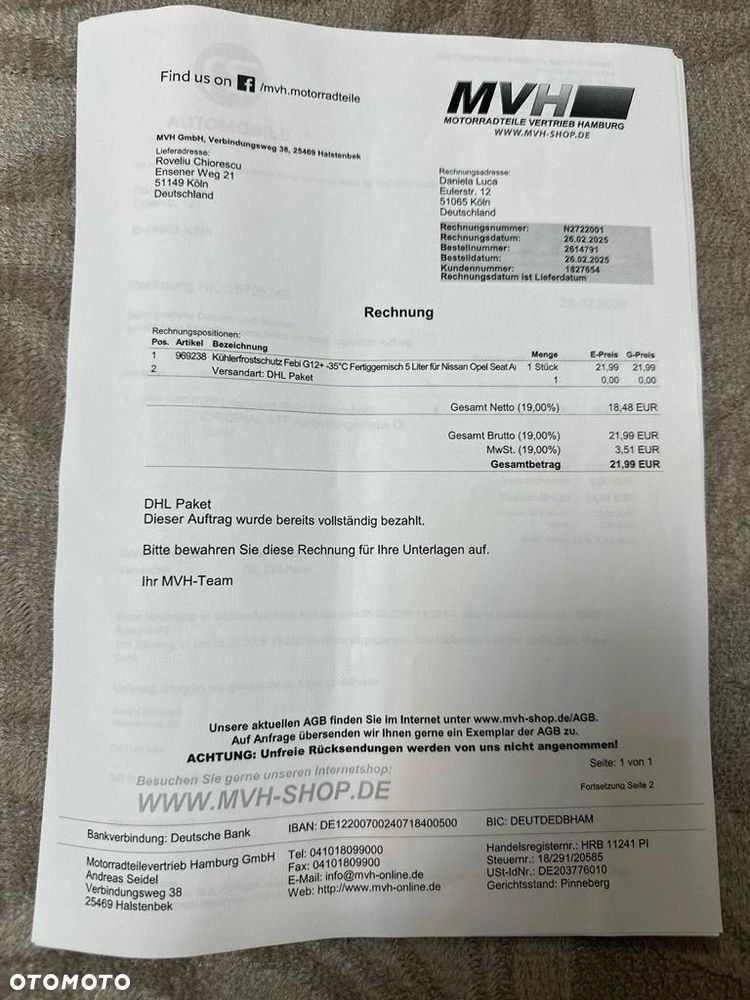 Find us on f /mvh.motorradteile
MVH
MOTORRADTEILE VERTRIEB HAMBURG
WWW.MVH-SHOP.DE
MVH GmbH, Verbindungsweg 38, 25469 Halstenbek
Lieferadresse:
Roveliu Chiorescu
Ensener Weg 21
51149 Köln
Deutschland
Rechnungsadresse:
Daniela Luca
Eulerstr. 12
51065 Köln
Deutschland
Rechnungsnummer: N2722001
Rechnungsdatum: 26.02.2025
Bestellnummer: 2614791
Bestelldatum: 26.02.2025
Kundennummer: 1827654
Rechnungsdatum ist Lieferdatum
Rechnung
Rechnungspositionen:
Pos. Artikel Bezeichnung Menge E-Preis G-Preis
1 969238 Kühlerfrostschutz Febi G12+ -35°C Fertiggemisch 5 Liter für Nissan Opel Seat 1 Stück 21,99 21,99
2 Versandart: DHL Paket 1 0,00 0,00
Gesamt Netto (19,00%) 18,48 EUR
Gesamt Brutto (19,00%) 21,99 EUR
MwSt. (19,00%) 3,51 EUR
Gesamtbetrag 21,99 EUR
DHL Paket
Dieser Auftrag wurde bereits vollständig bezahlt.
Bitte bewahren Sie diese Rechnung für Ihre Unterlagen auf.
Ihr MVH-Team
Unsere aktuellen AGB finden Sie im Internet unter www.mvh-shop.de/AGB.
Auf Anfrage übersenden wir Ihnen gerne ein Exemplar der AGB zu.
ACHTUNG: Unfreie Rücksendungen werden von uns nicht angenommen!
Seite: 1 von 1
Fortsetzung Seite 2
Besuchen Sie gerne unseren Internetshop:
WWW.MVH-SHOP.DE
Bankverbindung: Deutsche Bank IBAN: DE12200700240718400500 BIC: DEUTDEDBHAM
Motorradteilevertrieb Hamburg GmbH
Andreas Seidel
Verbindungsweg 38
25469 Halstenbek
Tel: 041018099000
Fax: 04101809900
E-Mail: info@mvh-online.de
Web: http://www.mvh-online.de
Handelsregisternr.: HRB 11241 PI
Steuernr.: 18/291/20585
USt-IdNr.: DE203776010
Gerichtsstand: Pinneberg
OTOMOTO